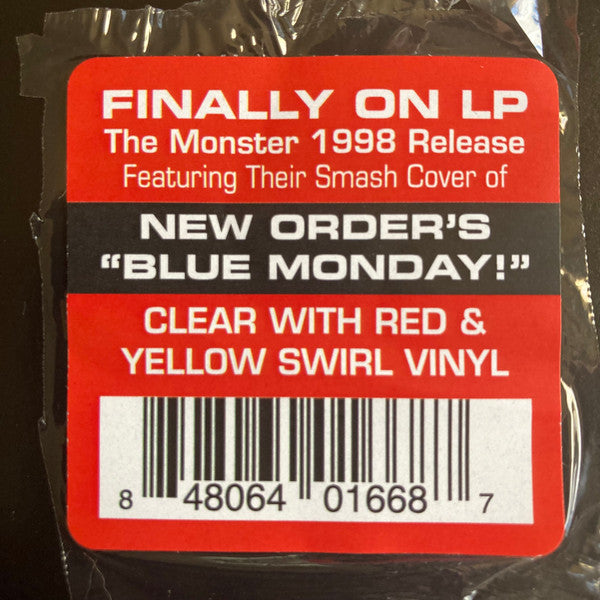 FINALLY ON LP
The Monster 1998 Release
Featuring Their Smash Cover of
NEW ORDER'S
“BLUE MONDAY!”
CLEAR WITH RED &
YELLOW SWIRL VINYL
8 48064 01668 7